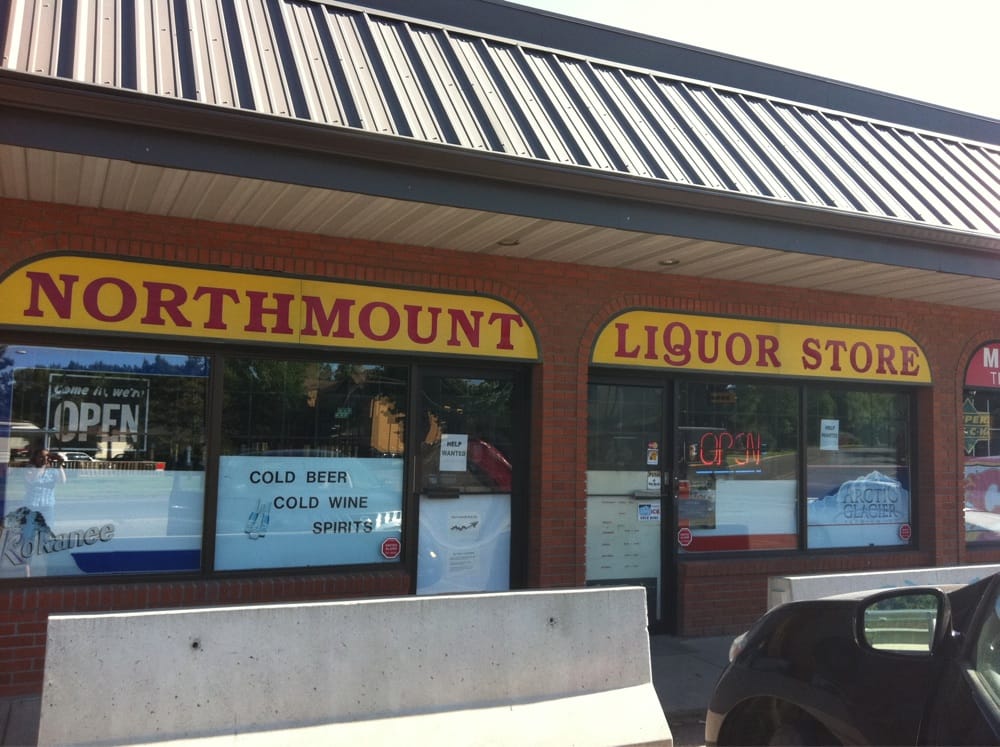 NORTHMOUNT
LIQUOR STORE
Come in, we're
OPEN
COLD BEER
COLD WINE
SPIRITS
Kokanee
HELP
WANTED
OPEN
HELP
WANTED
ARCTIC
GLACIER
ICE
M
T